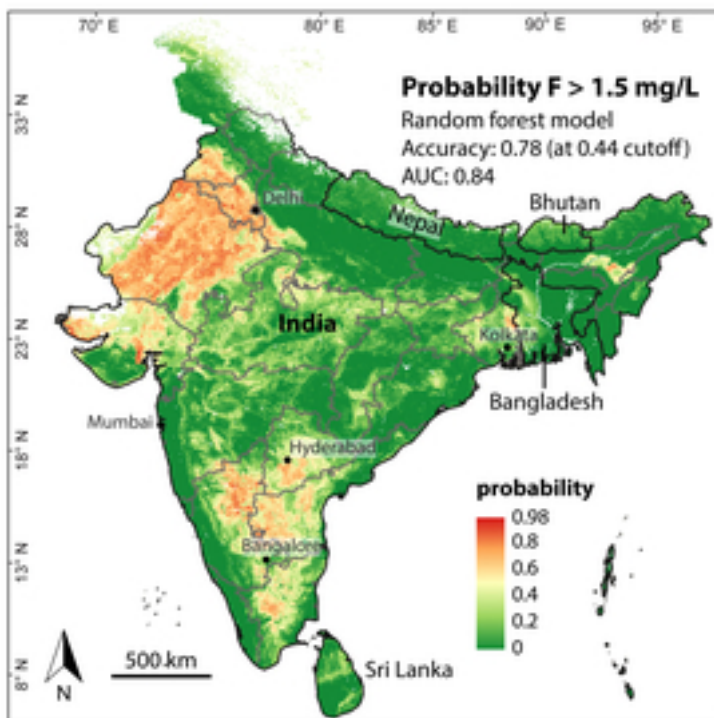 70° E
80° E
85° E
90° E
95° E
Probability F > 1.5 mg/L
Random forest model
Accuracy: 0.78 (at 0.44 cutoff)
AUC: 0.84
33° N
28° N
23° N
18° N
13° N
8° N
Delhi
Nepal
Bhutan
India
Kolkata
Bangladesh
Mumbai
Hyderabad
Bangalore
Sri Lanka
probability
0.98
0.8
0.6
0.4
0.2
0
N
500 km